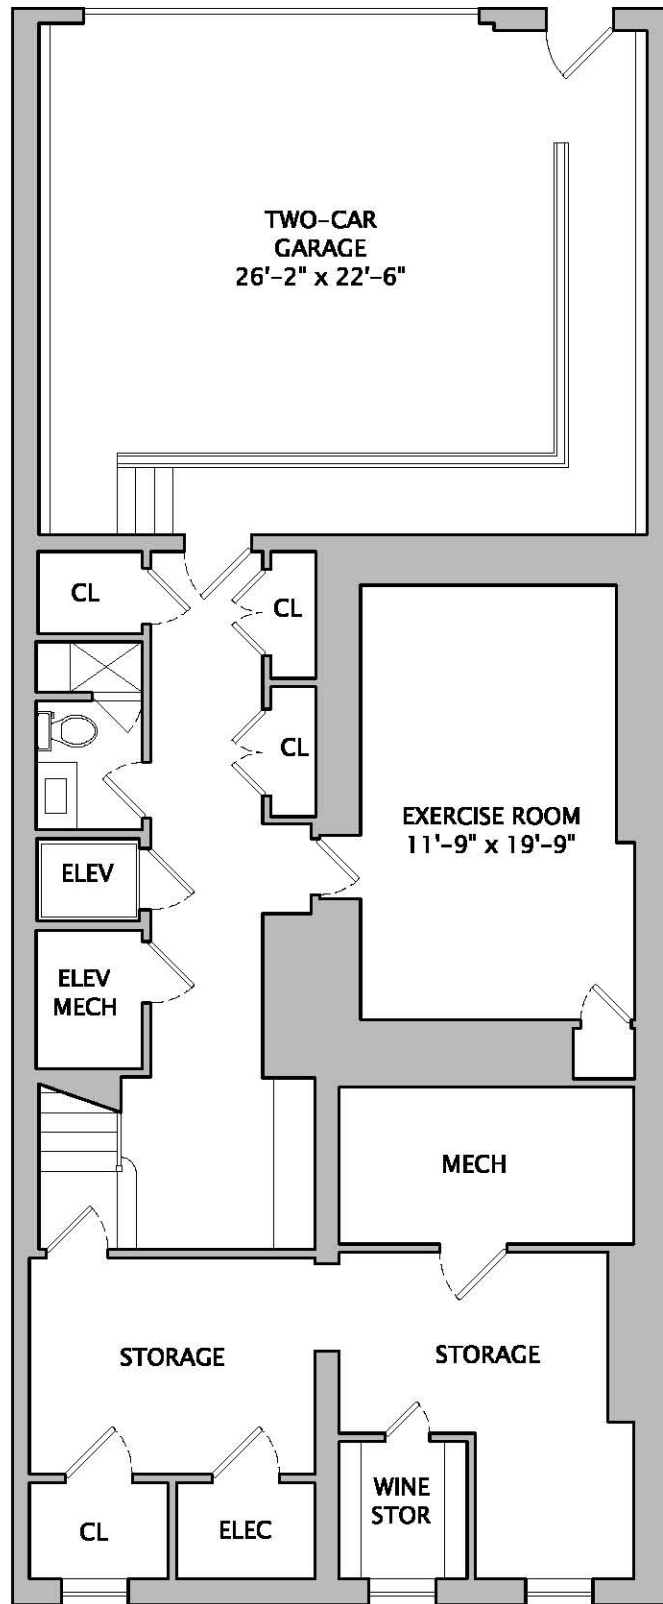 TWO-CAR
GARAGE
26'-2" x 22'-6"
CL
CL
CL
EXERCISE ROOM
11'-9" x 19'-9"
ELEV
ELEV
MECH
MECH
STORAGE
STORAGE
WINE
STOR
CL
ELEC